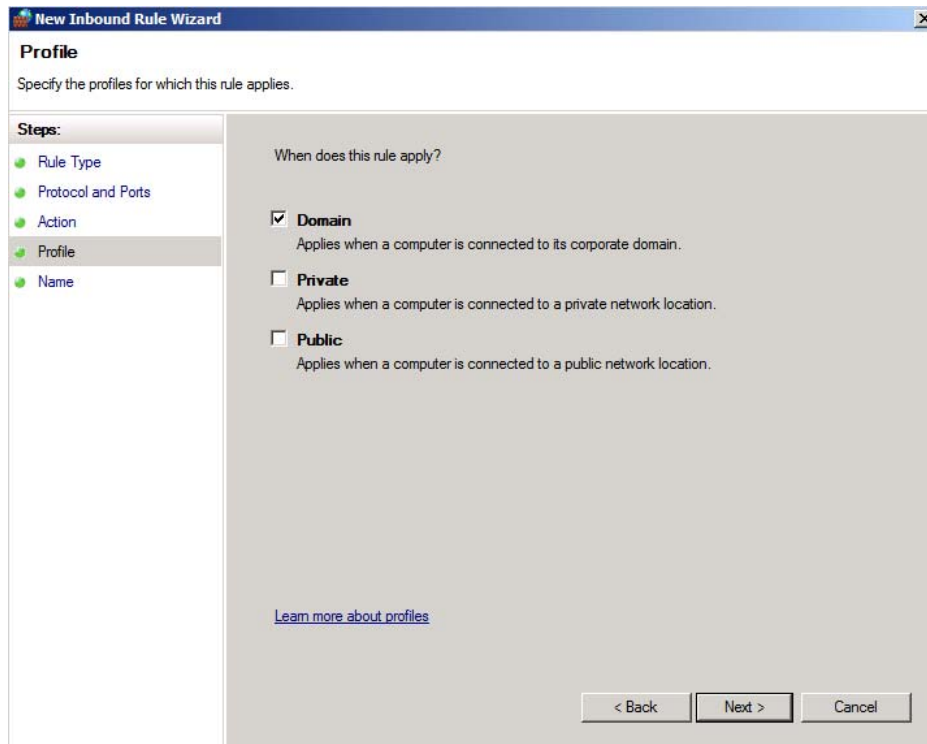 New Inbound Rule Wizard
Profile
Specify the profiles for which this rule applies.
Steps:
Rule Type
Protocol and Ports
Action
Profile
Name
When does this rule apply?
Domain
Applies when a computer is connected to its corporate domain.
Private
Applies when a computer is connected to a private network location.
Public
Applies when a computer is connected to a public network location.
Learn more about profiles
< Back
Next >
Cancel